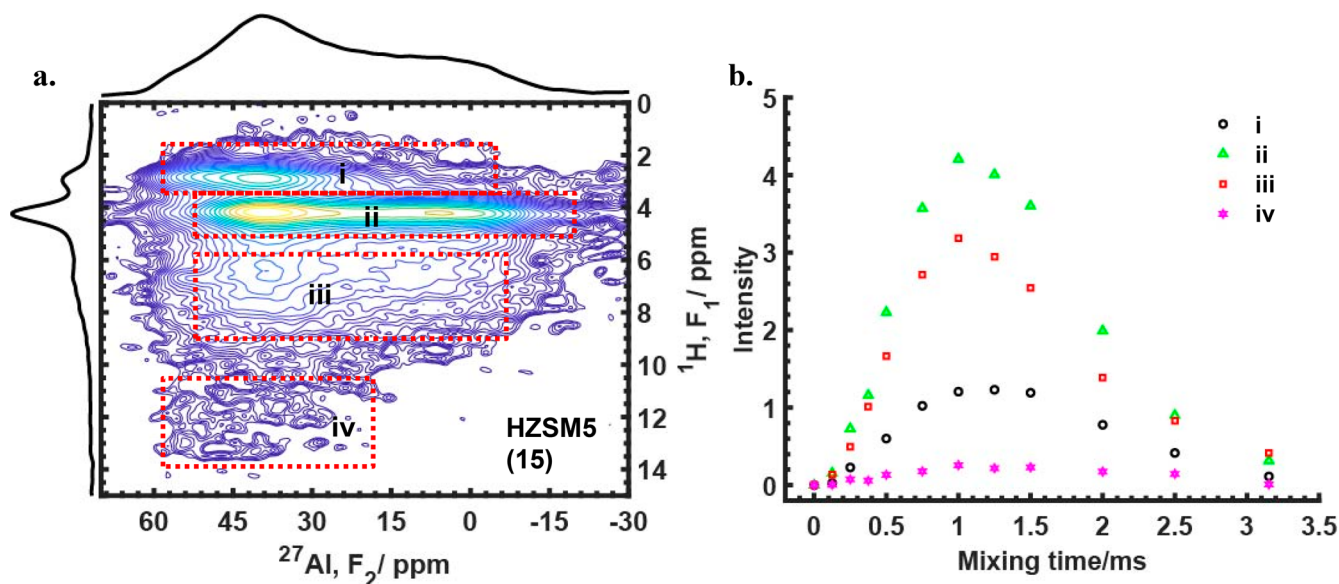 a.
0
2
4
6
8
10
12
14
¹H, F₁/ ppm
i
ii
iii
iv
HZSM5
(15)
60 45 30 15 0 -15 -30
²⁷Al, F₂/ ppm
b.
5
4
3
2
1
0
Intensity
i
ii
iii
iv
0 0.5 1 1.5 2 2.5 3 3.5
Mixing time/ms